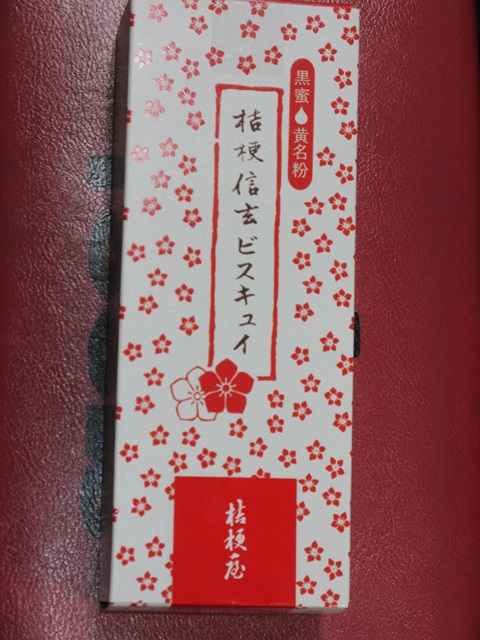 黒蜜 黄名粉
桔梗信玄ビスキュイ
桔梗屋